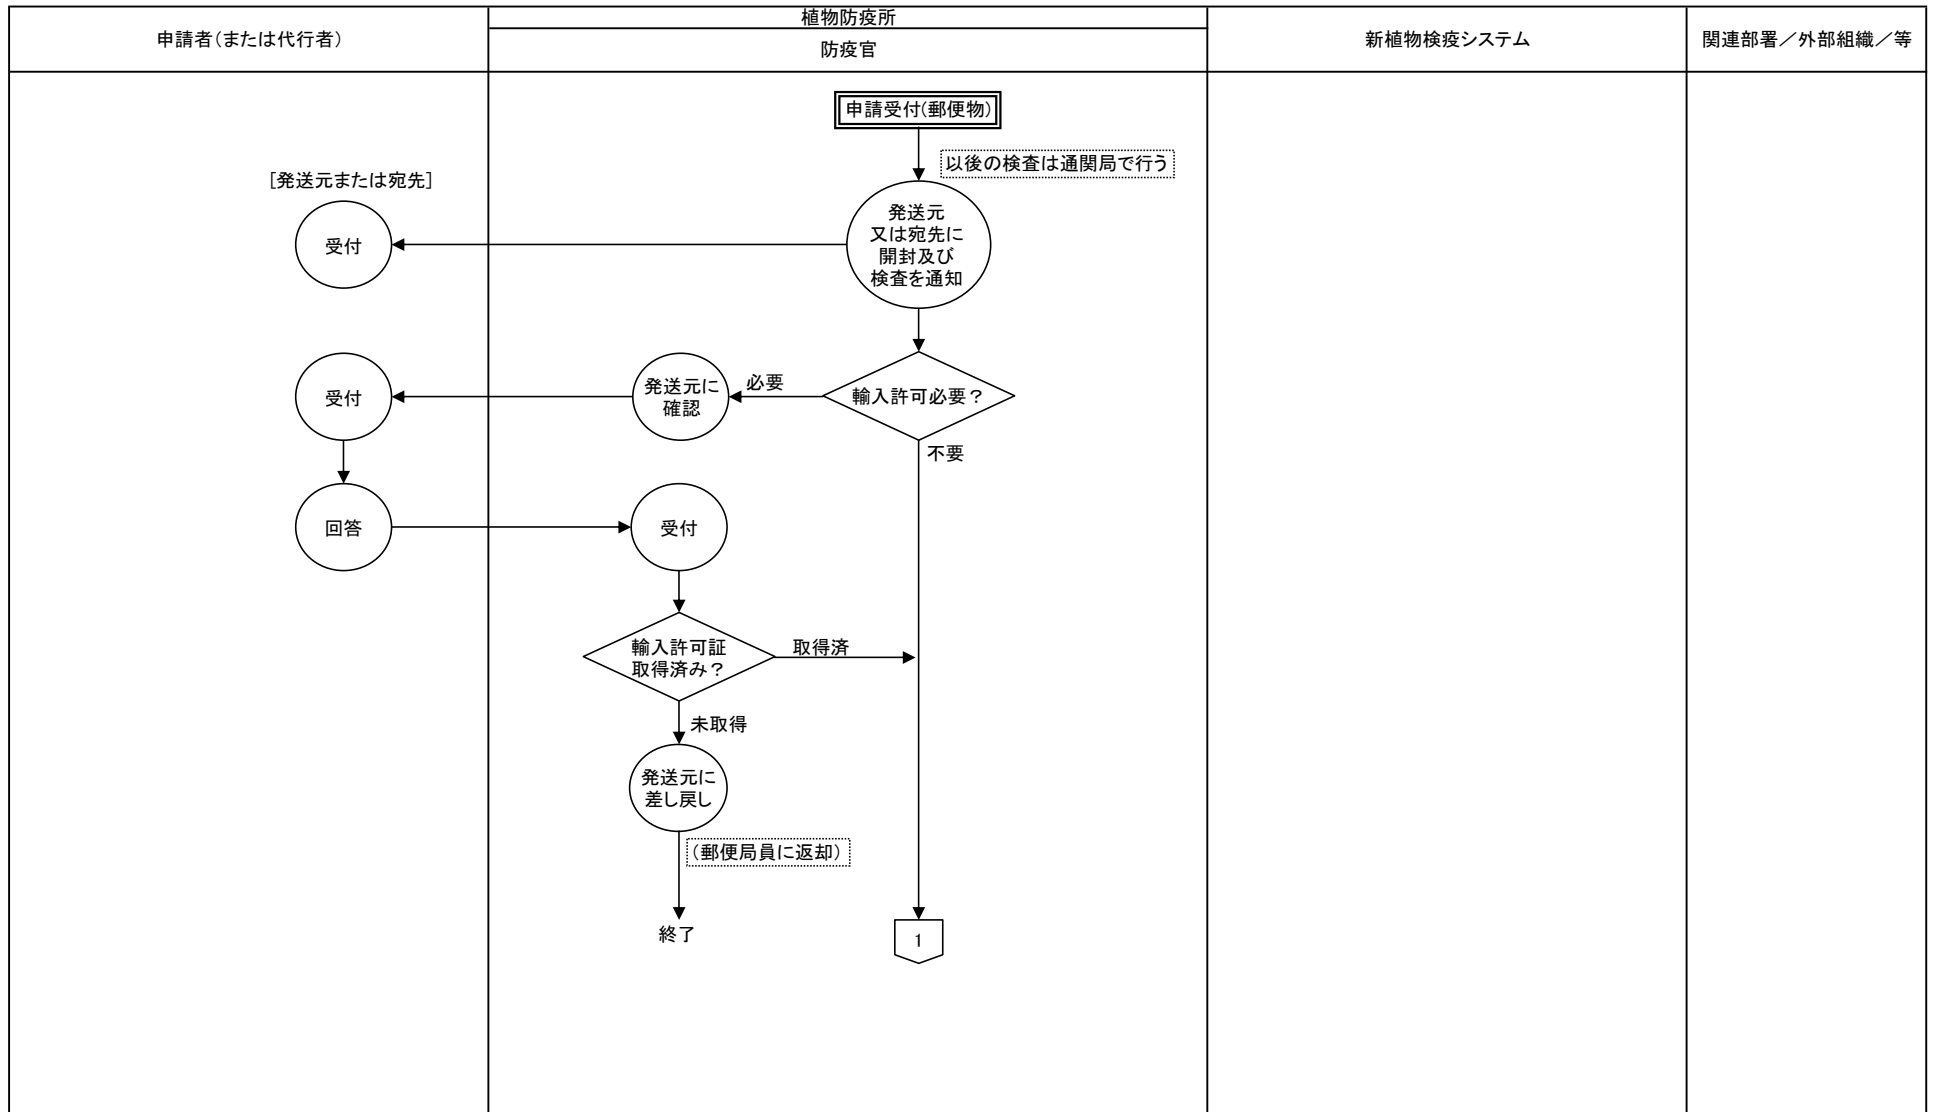 申請者(または代行者)
植物防疫所
防疫官
新植物検疫システム
関連部署／外部組織／等
申請受付(郵便物)
以後の検査は通関局で行う
[発送元または宛先]
受付
発送元
又は宛先に
開封及び
検査を通知
受付
発送元に
確認
必要
輸入許可必要？
不要
回答
受付
輸入許可証
取得済み？
取得済
未取得
発送元に
差し戻し
(郵便局員に返却)
終了
1